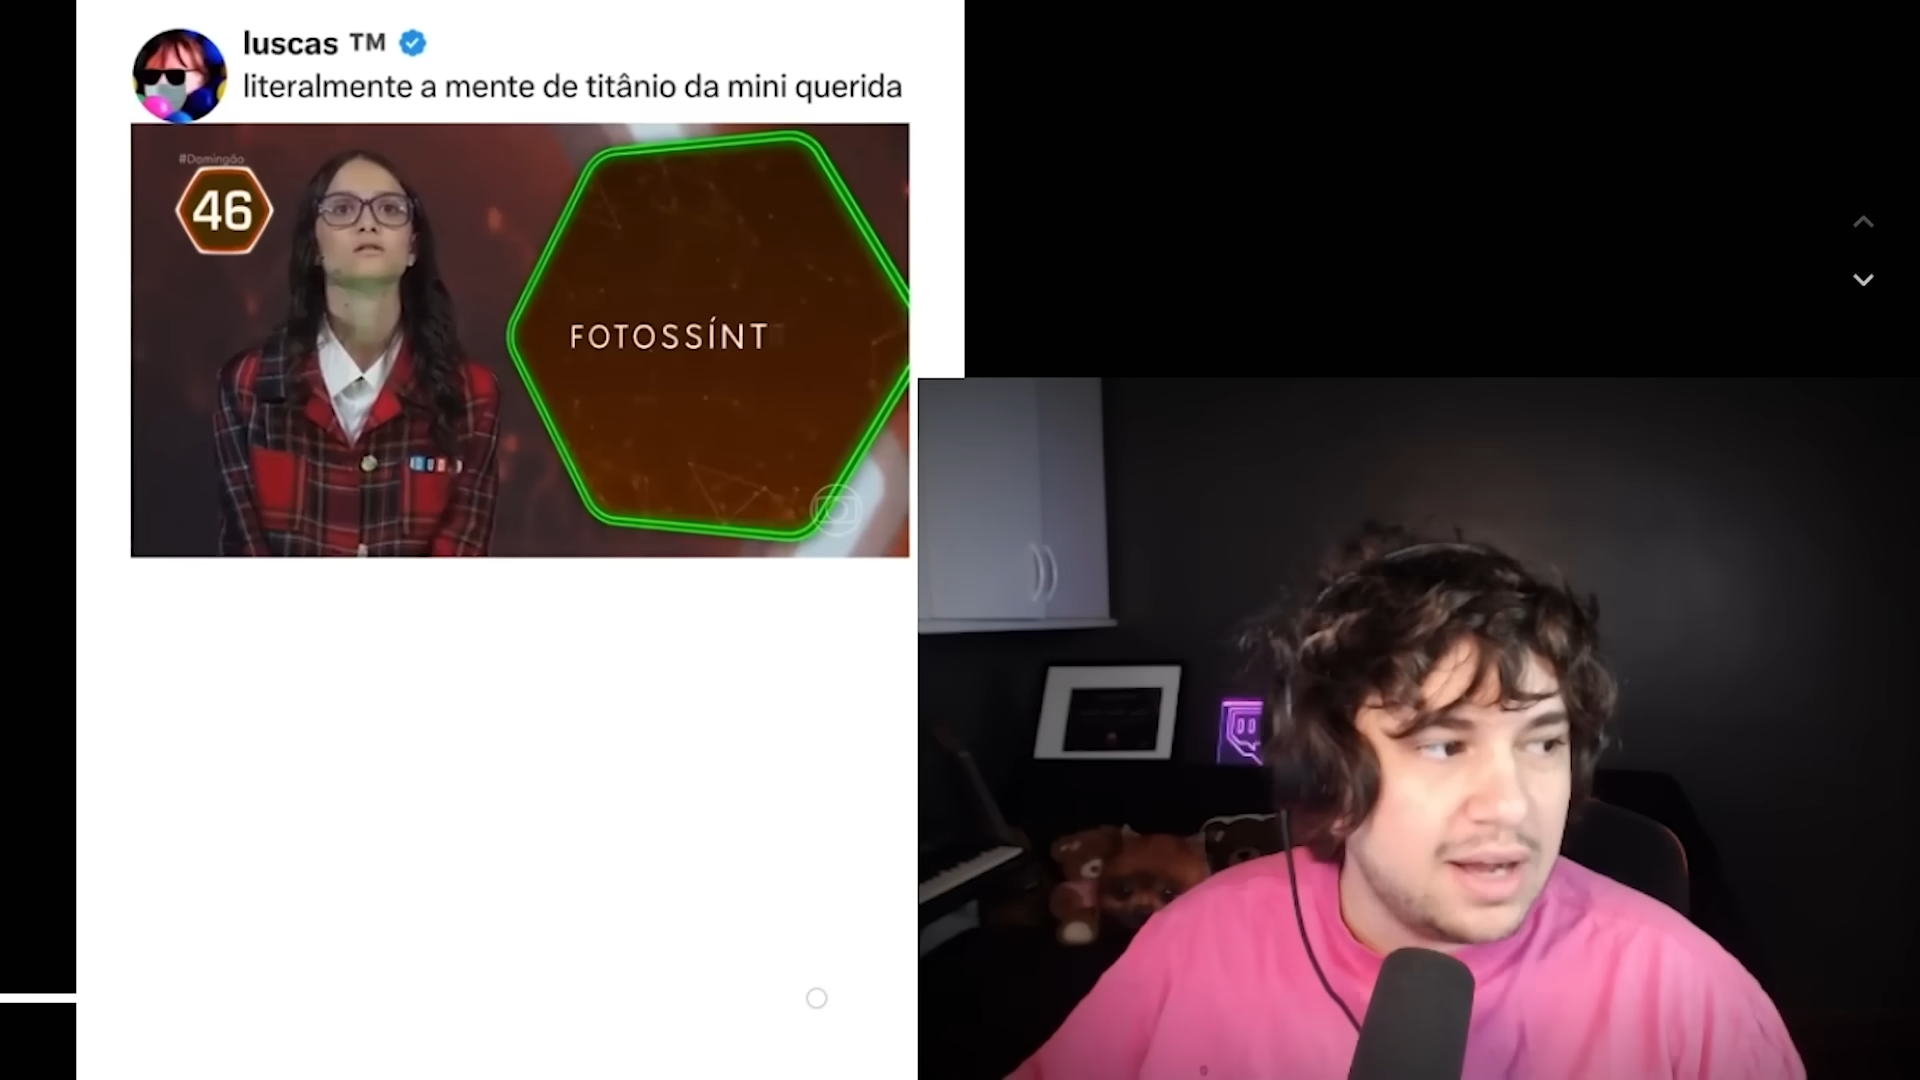 luscas ™
literalmente a mente de titânio da mini querida
#Domingão
46
FOTOSSÍNT